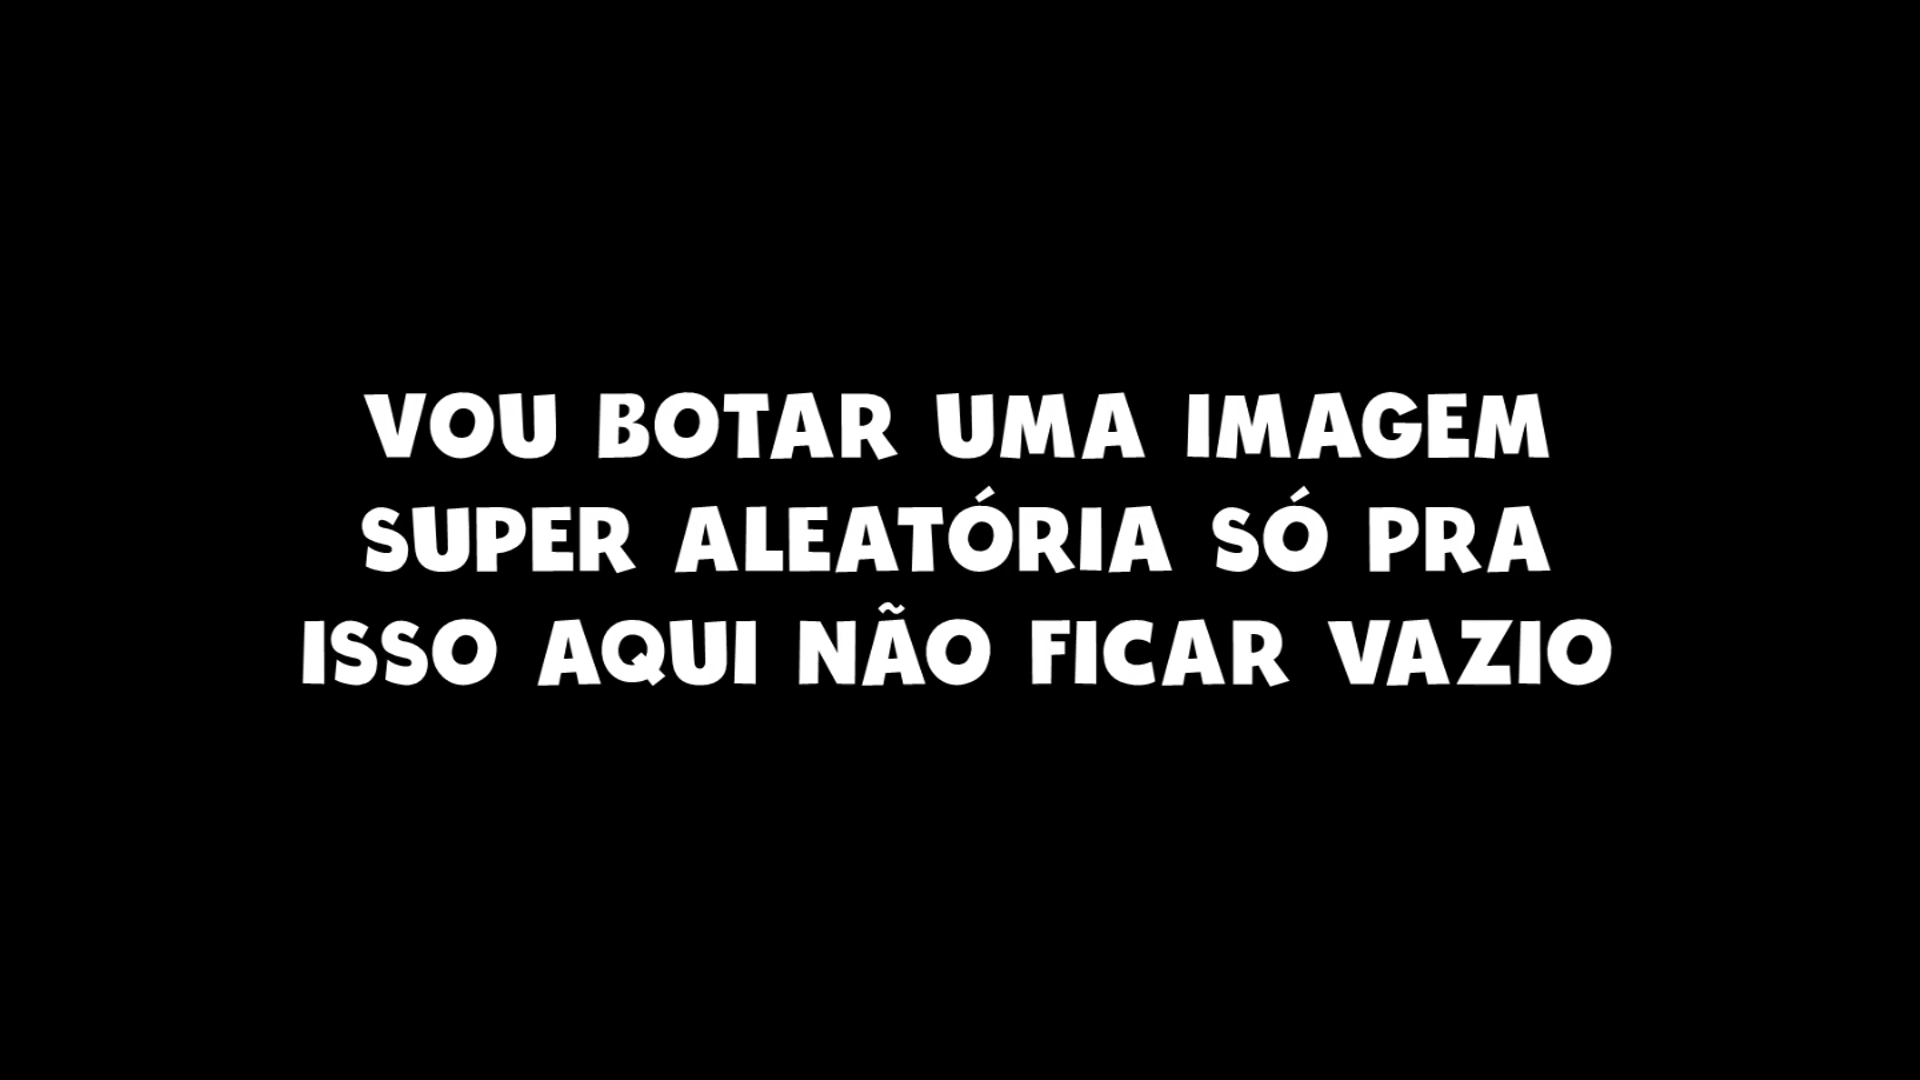 VOU BOTAR UMA IMAGEM
SUPER ALEATÓRIA SÓ PRA
ISSO AQUI NÃO FICAR VAZIO